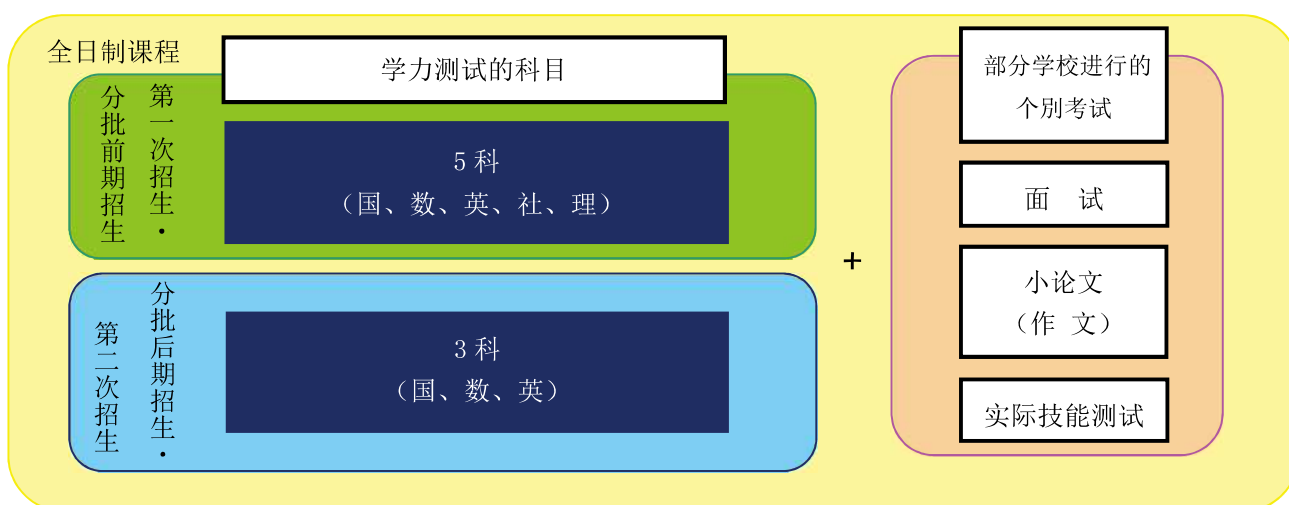 全日制课程
学力测试的科目
第一次招生·
分批前期招生
5科
（国、数、英、社、理）
分批后期招生·
第二次招生
3科
（国、数、英）
+
部分学校进行的
个别考试
面　试
小论文
（作 文）
实际技能测试